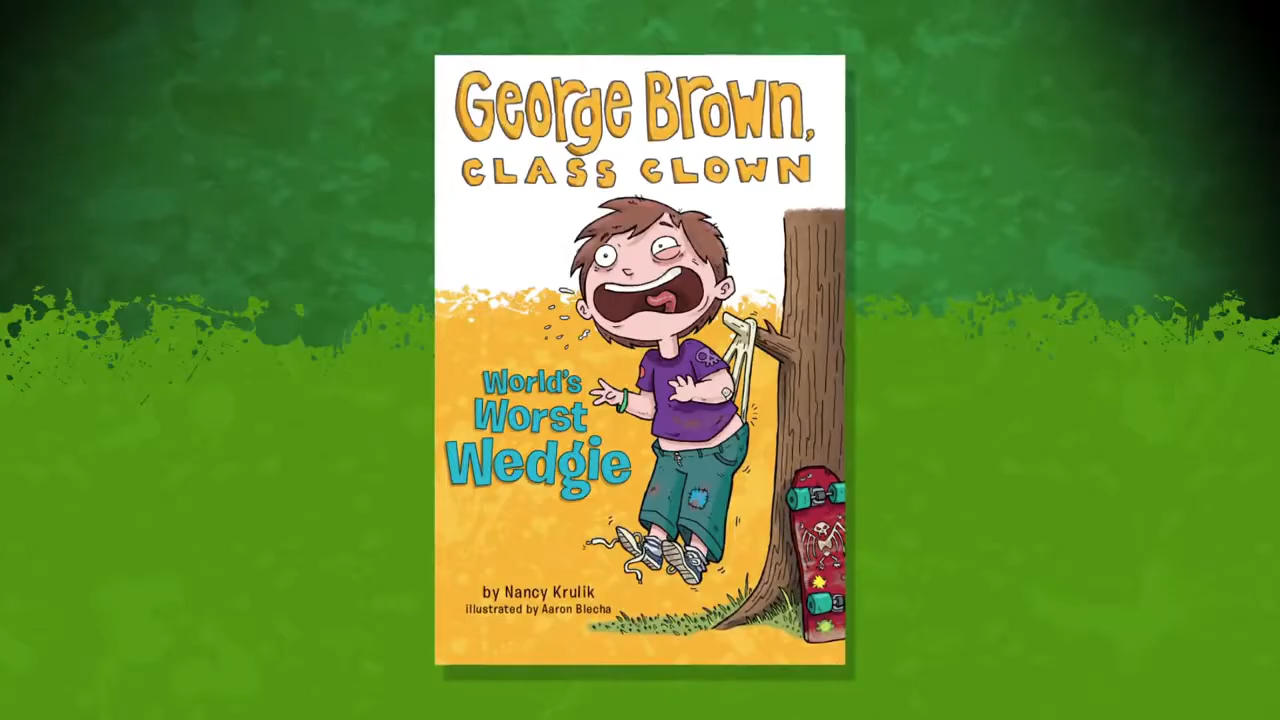 George Brown,
CLASS CLOWN
World's
Worst
Wedgie
by Nancy Krulik
illustrated by Aaron Blecha